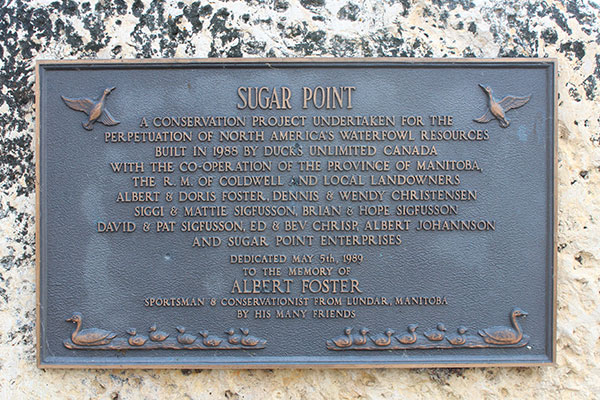 SUGAR POINT
A CONSERVATION PROJECT UNDERTAKEN FOR THE
PERPETUATION OF NORTH AMERICA'S WATERFOWL RESOURCES
BUILT IN 1988 BY DUCKS UNLIMITED CANADA
WITH THE CO-OPERATION OF THE PROVINCE OF MANITOBA,
THE R. M. OF COLDWELL AND LOCAL LANDOWNERS
ALBERT & DORIS FOSTER, DENNIS & WENDY CHRISTENSEN
SIGGI & MATTIE SIGFUSSON, BRIAN & HOPE SIGFUSSON
DAVID & PAT SIGFUSSON, ED & BEV CHRISP, ALBERT JOHANNSON
AND SUGAR POINT ENTERPRISES
DEDICATED MAY 5th, 1989
TO THE MEMORY OF
ALBERT FOSTER
SPORTSMAN & CONSERVATIONIST FROM LUNDAR, MANITOBA
BY HIS MANY FRIENDS